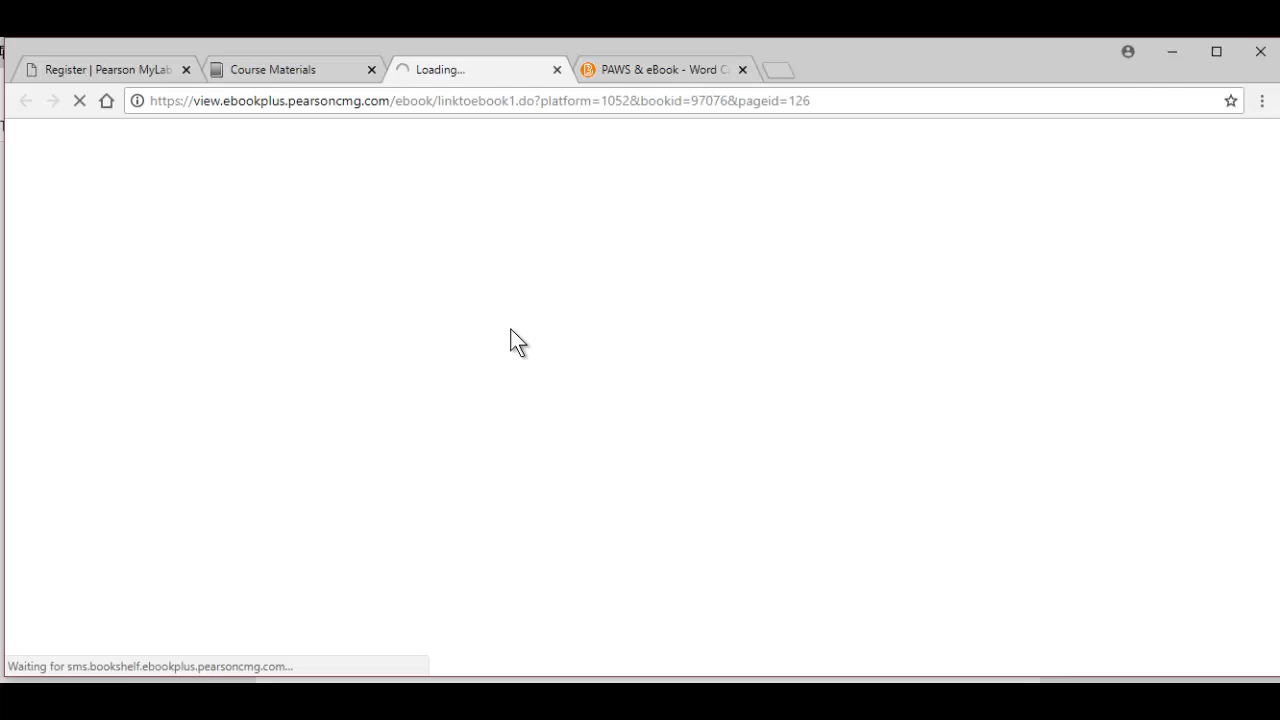 Register | Pearson MyLab
Course Materials
Loading...
PAWS & eBook - Word C
https://view.ebookplus.pearsoncmg.com/ebook/linktoebook1.do?platform=1052&bookid=97076&pageid=126
Waiting for sms.bookshelf.ebookplus.pearsoncmg.com...